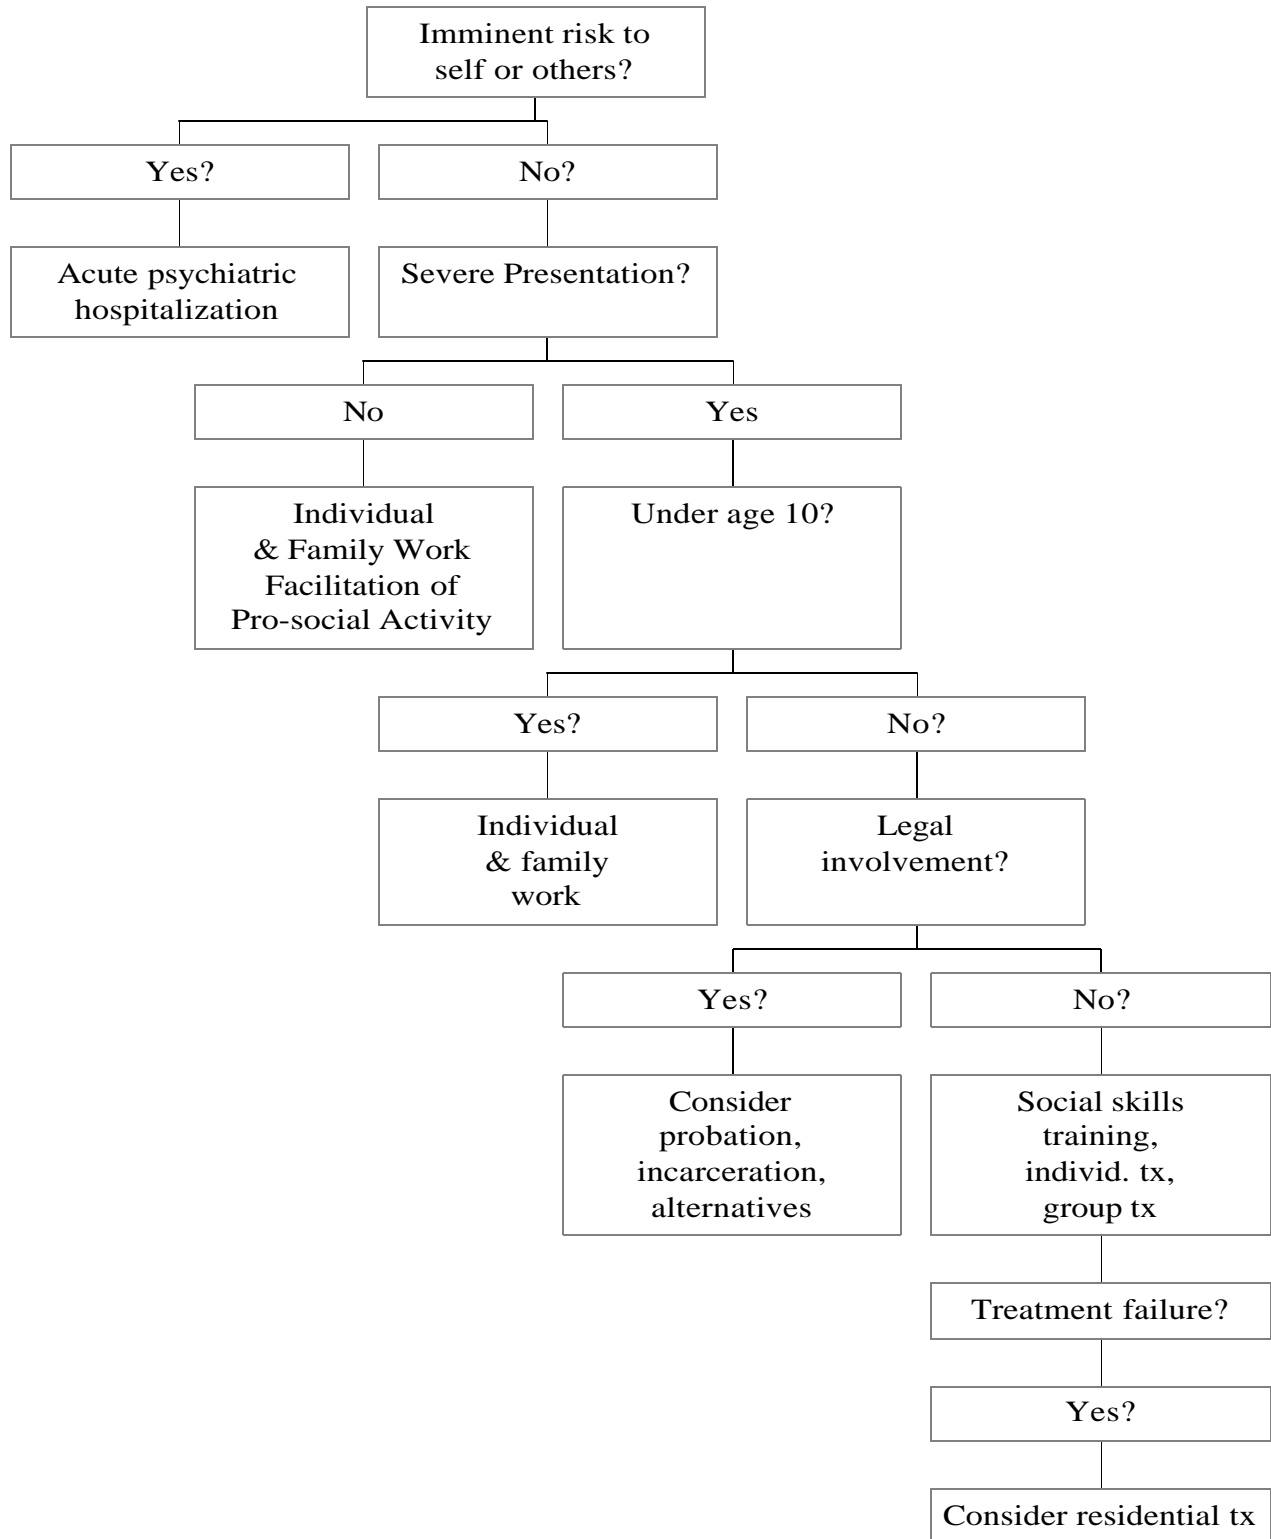 Imminent risk to
self or others?
Yes?
No?
Acute psychiatric
hospitalization
Severe Presentation?
No
Yes
Individual
& Family Work
Facilitation of
Pro-social Activity
Under age 10?
Yes?
No?
Individual
& family
work
Legal
involvement?
Yes?
No?
Consider
probation,
incarceration,
alternatives
Social skills
training,
individ. tx,
group tx
Treatment failure?
Yes?
Consider residential tx